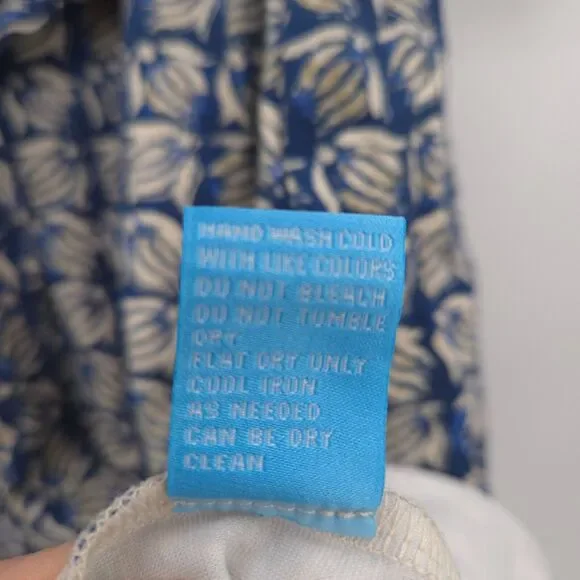 HAND WASH COLD
WITH LIKE COLORS
DO NOT BLEACH
DO NOT TUMBLE
DRY
FLAT DRY ONLY
COOL IRON
AS NEEDED
CAN BE DRY
CLEAN